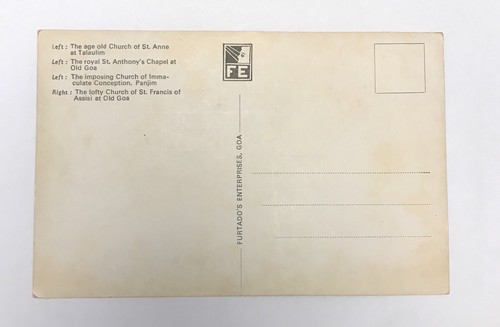 Left : The age old Church of St. Anne
at Talaulim
Left : The royal St. Anthony's Chapel at
Old Goa
Left : The imposing Church of Imma-
culate Conception, Panjim
Right : The lofty Church of St. Francis of
Assisi at Old Goa
FE
FURTADO'S ENTERPRISES, GOA